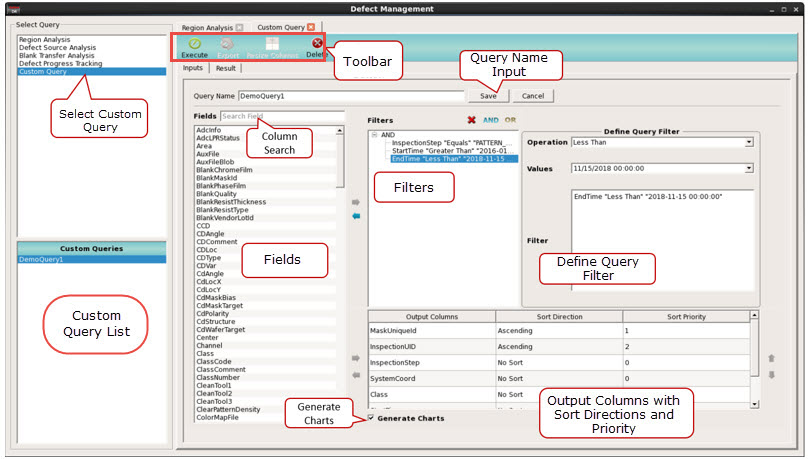 Defect Management
Select Query
Region Analysis
Defect Source Analysis
Blank Transfer Analysis
Defect Progress Tracking
Custom Query
Select Custom
Query
Custom Queries
DemoQuery1
Custom
Query List
Region Analysis
Custom Query
Execute
Export
Resize Columns
Delete
Toolbar
Inputs
Result
Query Name
Input
Query Name
DemoQuery1
Save
Cancel
Fields
Search Field
Column
Search
AdcInfo
AdcLPRStatus
Area
AuxFile
AuxFileBlob
BlankChromeFilm
BlankMaskId
BlankPhaseFilm
BlankQuality
BlankResistThickness
BlankResistType
BlankVendorLotId
CCD
CDAngle
CDComment
CDLoc
CDType
CDVar
CdAngle
CdLocX
CdLocY
CdMaskBias
CdMaskTarget
CdPolarity
CdStructure
CdWaferTarget
Center
Channel
Class
ClassCode
ClassComment
ClassNumber
CleanTool1
CleanTool2
CleanTool3
ClearPatternDensity
ColorMapFile
Fields
Filters
AND
OR
AND
InspectionStep "Equals" "PATTERN_...
StartTime "Greater Than" "2016-01...
EndTime "Less Than" "2018-11-15 ...
Filters
Define Query Filter
Operation
Less Than
Values
11/15/2018 00:00:00
Filter
EndTime "Less Than" "2018-11-15 00:00:00"
Define Query
Filter
Output Columns Sort Direction Sort Priority
MaskUniqueId Ascending 1
InspectionUID Ascending 2
InspectionStep No Sort 0
SystemCoord No Sort 0
Class No Sort
Output Columns with
Sort Directions and
Priority
Generate
Charts
Generate Charts